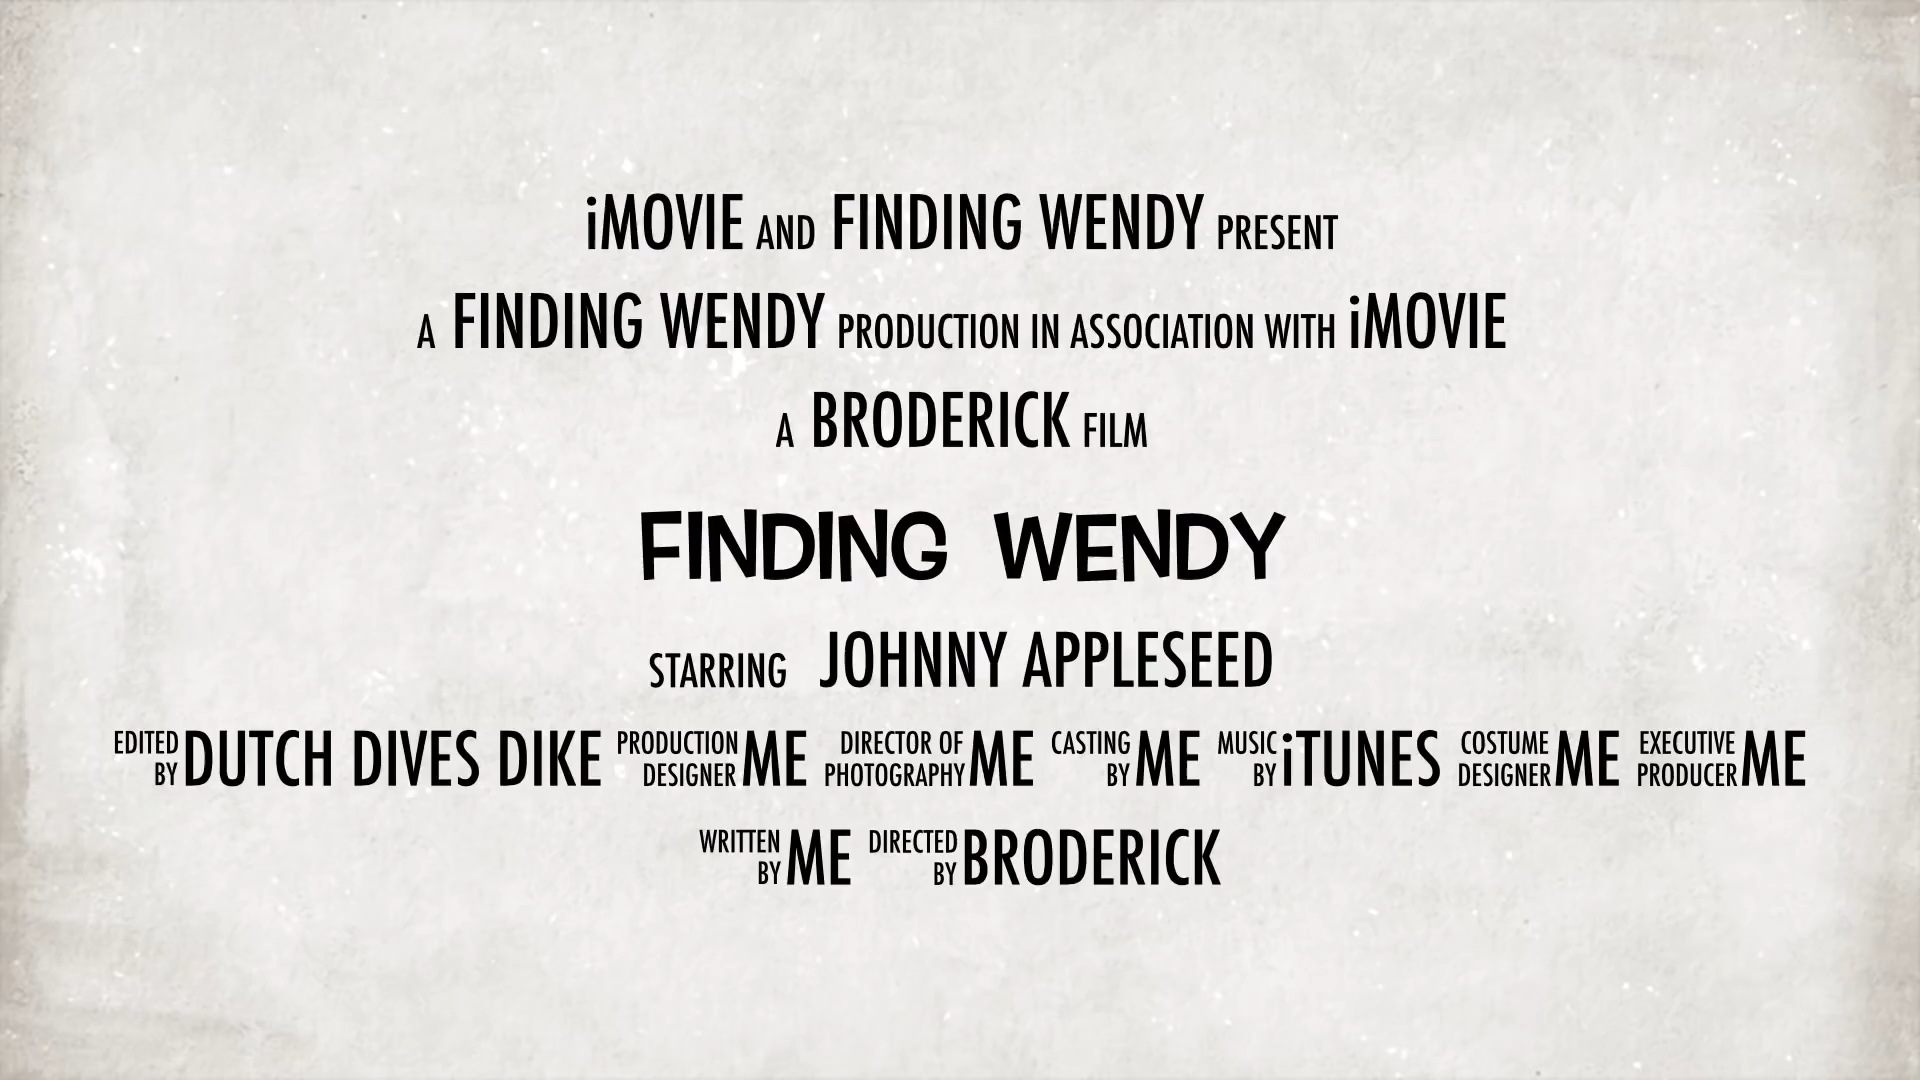 iMOVIE AND FINDING WENDY PRESENT
A FINDING WENDY PRODUCTION IN ASSOCIATION WITH iMOVIE
A BRODERICK FILM
FINDING WENDY
STARRING JOHNNY APPLESEED
EDITED BY DUTCH DIVES DIKE PRODUCTION DESIGNER ME DIRECTOR OF PHOTOGRAPHY ME CASTING BY ME MUSIC BY iTUNES COSTUME DESIGNER ME EXECUTIVE PRODUCER ME
WRITTEN BY ME DIRECTED BY BRODERICK